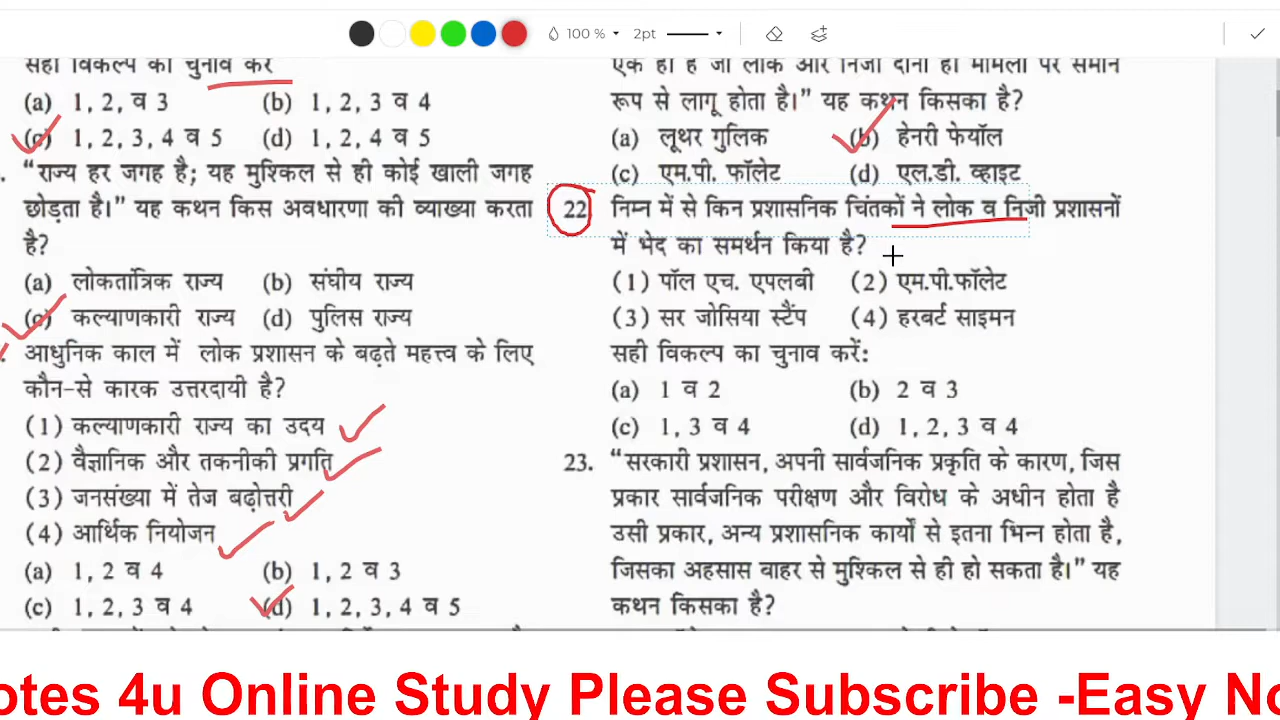 100 %
2pt
सही विकल्प का चुनाव करें
(a) 1, 2, व 3 (b) 1, 2, 3 व 4
(c) 1, 2, 3, 4 व 5 (d) 1, 2, 4 व 5
“राज्य हर जगह है; यह मुश्किल से ही कोई खाली जगह
छोड़ता है।” यह कथन किस अवधारणा की व्याख्या करता
है?
(a) लोकतांत्रिक राज्य (b) संघीय राज्य
(c) कल्याणकारी राज्य (d) पुलिस राज्य
आधुनिक काल में लोक प्रशासन के बढ़ते महत्त्व के लिए
कौन-से कारक उत्तरदायी है?
(1) कल्याणकारी राज्य का उदय
(2) वैज्ञानिक और तकनीकी प्रगति
(3) जनसंख्या में तेज बढ़ोत्तरी
(4) आर्थिक नियोजन
(a) 1, 2 व 4 (b) 1, 2 व 3
(c) 1, 2, 3 व 4 (d) 1, 2, 3, 4 व 5
एक ही है जो लोक और निजी दोनों ही मामलों पर समान
रूप से लागू होता है।” यह कथन किसका है?
(a) लूथर गुलिक (b) हेनरी फेयॉल
(c) एम.पी. फॉलेट (d) एल.डी. व्हाइट
22 निम्न में से किन प्रशासनिक चिंतकों ने लोक व निजी प्रशासनों
में भेद का समर्थन किया है?
(1) पॉल एच. एपलबी (2) एम.पी.फॉलेट
(3) सर जोसिया स्टैंप (4) हरबर्ट साइमन
सही विकल्प का चुनाव करें:
(a) 1 व 2 (b) 2 व 3
(c) 1, 3 व 4 (d) 1, 2, 3 व 4
23. “सरकारी प्रशासन, अपनी सार्वजनिक प्रकृति के कारण, जिस
प्रकार सार्वजनिक परीक्षण और विरोध के अधीन होता है
उसी प्रकार, अन्य प्रशासनिक कार्यों से इतना भिन्न होता है,
जिसका अहसास बाहर से मुश्किल से ही हो सकता है।” यह
कथन किसका है?
otes 4u Online Study Please Subscribe -Easy No